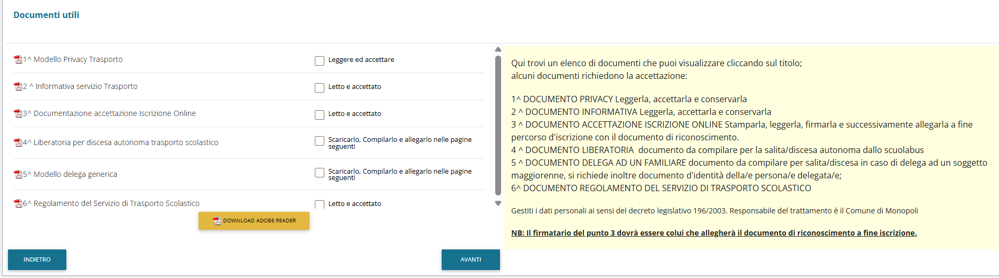 Documenti utili
1^ Modello Privacy Trasporto
Leggere ed accettare
2 ^ Informativa servizio Trasporto
Letto e accettato
3^ Documentazione accettazione Iscrizione Online
Letto e accettato
4^ Liberatoria per discesa autonoma trasporto scolastico
Scaricarlo, Compilarlo e allegarlo nelle pagine
seguenti
5^ Modello delega generica
Scaricarlo, Compilarlo e allegarlo nelle pagine
seguenti
6^ Regolamento del Servizio di Trasporto Scolastico
Letto e accettato
DOWNLOAD ADOBE READER
INDIETRO
AVANTI
Qui trovi un elenco di documenti che puoi visualizzare cliccando sul titolo;
alcuni documenti richiedono la accettazione:
1^ DOCUMENTO PRIVACY Leggerla, accettarla e conservarla
2 ^ DOCUMENTO INFORMATIVA Leggerla, accettarla e conservarla
3 ^ DOCUMENTO ACCETTAZIONE ISCRIZIONE ONLINE Stamparla, leggerla, firmarla e successivamente allegarla a fine
percorso d'iscrizione con il documento di riconoscimento.
4 ^ DOCUMENTO LIBERATORIA  documento da compilare per la salita/discesa autonoma dallo scuolabus
5 ^ DOCUMENTO DELEGA AD UN FAMILIARE documento da compilare per salita/discesa in caso di delega ad un soggetto
maggiorenne, si richiede inoltre documento d'identità della/e persona/e delegata/e;
6^ DOCUMENTO REGOLAMENTO DEL SERVIZIO DI TRASPORTO SCOLASTICO
Gestiti i dati personali ai sensi del decreto legislativo 196/2003. Responsabile del trattamento è il Comune di Monopoli
NB: Il firmatario del punto 3 dovrà essere colui che allegherà il documento di riconoscimento a fine iscrizione.